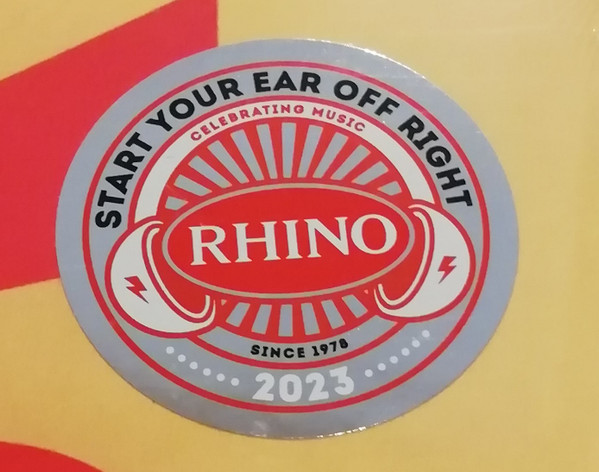 START YOUR EAR OFF RIGHT
CELEBRATING MUSIC
RHINO
SINCE 1978
2023